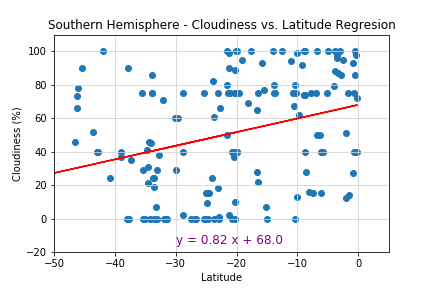 Southern Hemisphere - Cloudiness vs. Latitude Regresion
Cloudiness (%)
100
80
60
40
20
0
−20
y = 0.82 x + 68.0
−50 −40 −30 −20 −10 0
Latitude